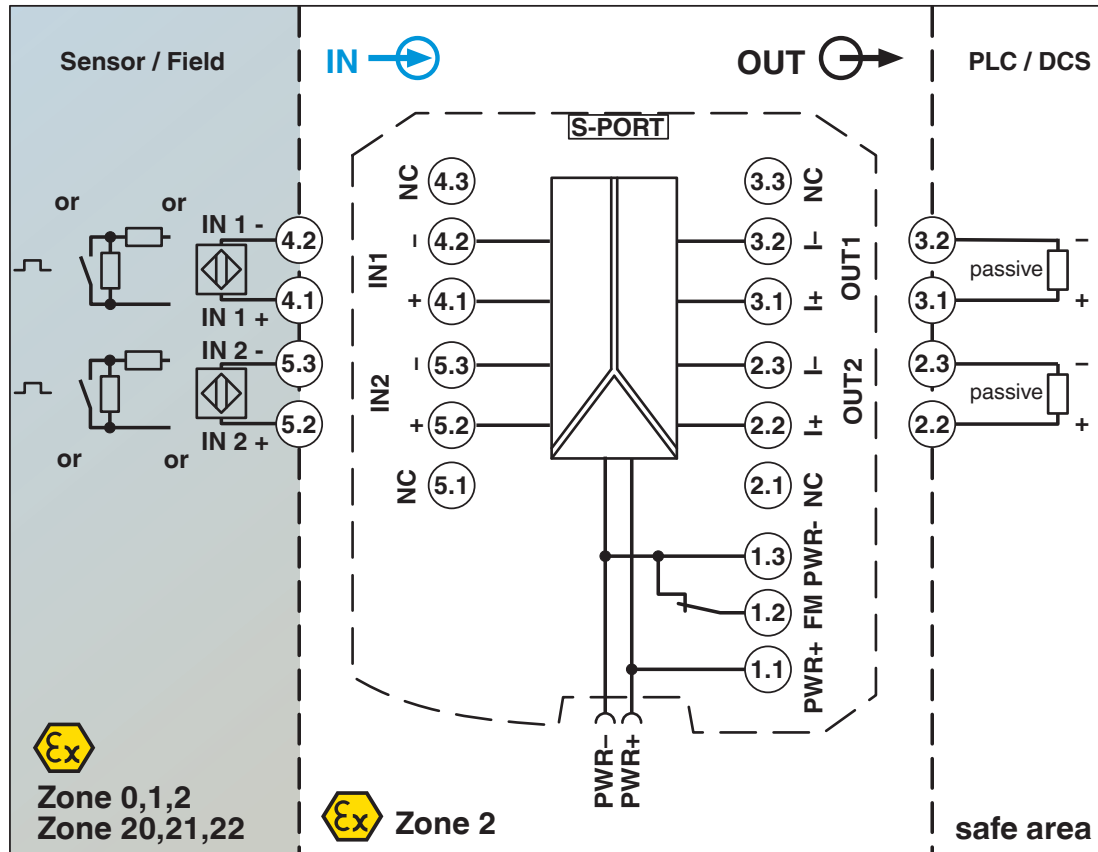 Sensor / Field
IN
OUT
PLC / DCS
S-PORT
NC
4.3
3.3
NC
or
or
IN 1 -
4.2
–
4.2
3.2
3.2
–
IN1
OUT1
passive
4.1
+
4.1
3.1
3.1
+
IN 1 +
IN 2 -
5.3
–
5.3
2.3
2.3
–
IN2
OUT2
passive
5.2
+
5.2
2.2
2.2
+
IN 2 +
or
or
NC
5.1
2.1
NC
1.3
PWR-
1.2
FM
1.1
PWR+
PWR–
PWR+
Ex
Zone 0,1,2
Zone 20,21,22
Ex
Zone 2
safe area